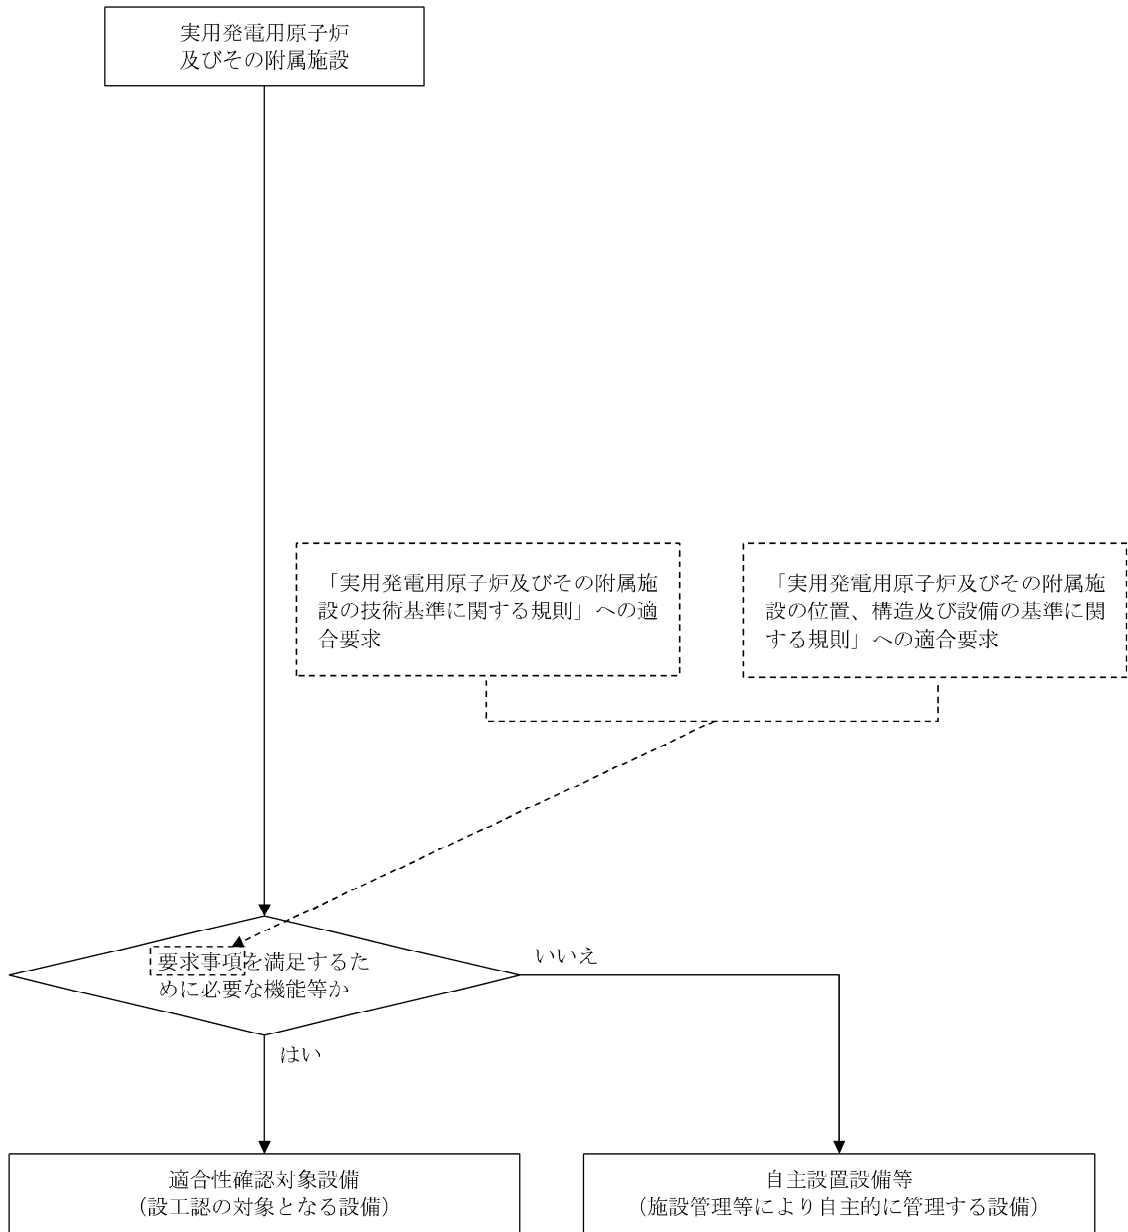 実用発電用原子炉
及びその附属施設
「実用発電用原子炉及びその附属施
設の技術基準に関する規則」への適
合要求
「実用発電用原子炉及びその附属施
設の位置、構造及び設備の基準に関
する規則」への適合要求
要求事項を満足するた
めに必要な機能等か
いいえ
はい
適合性確認対象設備
（設工認の対象となる設備）
自主設置設備等
（施設管理等により自主的に管理する設備）